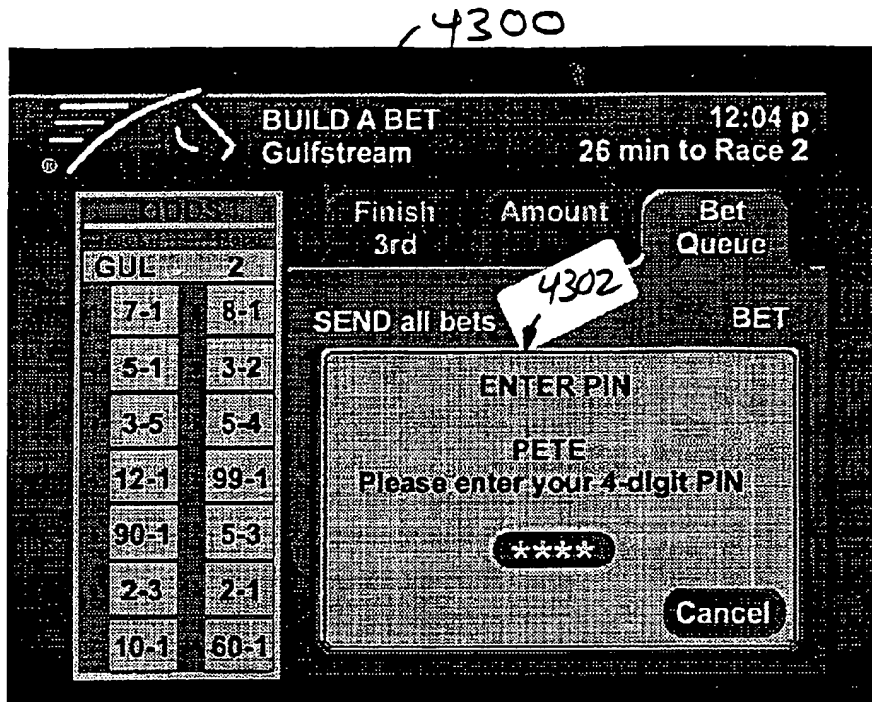 4300
BUILD A BET
Gulfstream
12:04 p
26 min to Race 2
®
ODDS
GUL 2
7-1 8-1
5-1 3-2
3-5 5-4
12-1 99-1
90-1 5-3
2-3 2-1
10-1 60-1
Finish
3rd
Amount
Bet
Queue
4302
SEND all bets
BET
ENTER PIN
PETE
Please enter your 4-digit PIN
****
Cancel